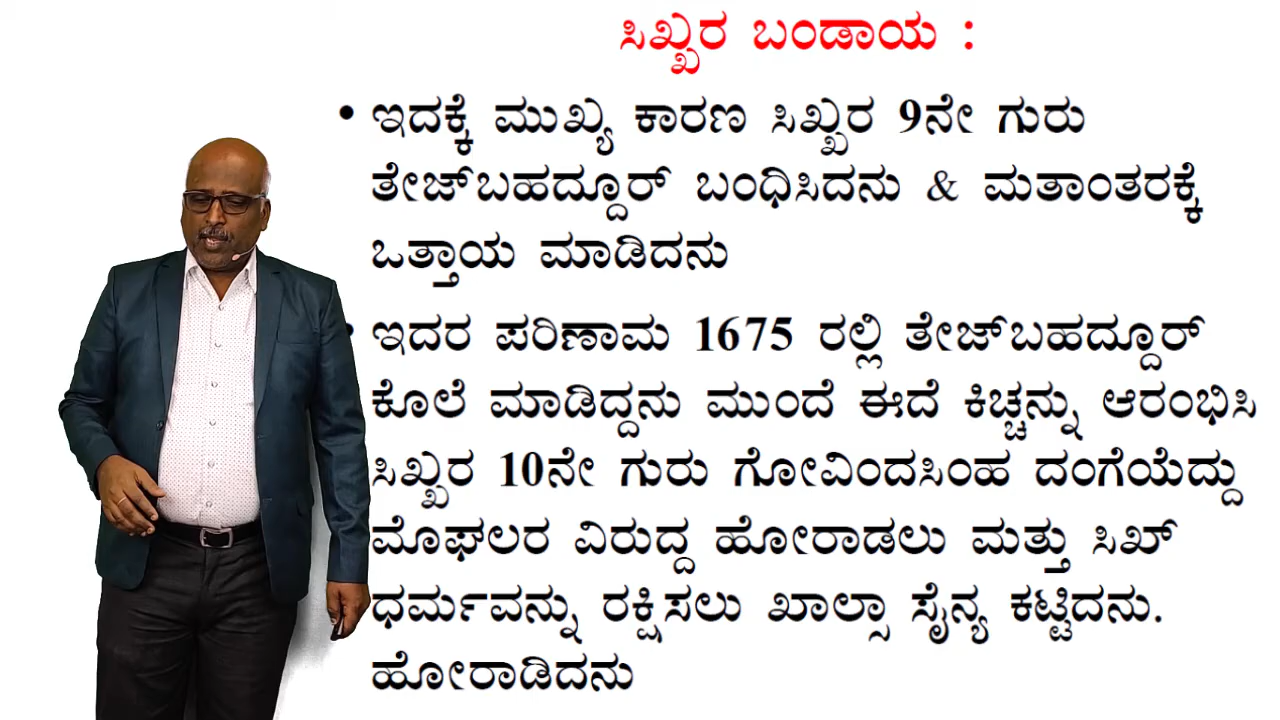 ಸಿಖ್ಖರ ಬಂಡಾಯ :
• ಇದಕ್ಕೆ ಮುಖ್ಯ ಕಾರಣ ಸಿಖ್ಖರ 9ನೇ ಗುರು
ತೇಜ್‌ಬಹದ್ದೂರ್ ಬಂಧಿಸಿದನು & ಮತಾಂತರಕ್ಕೆ
ಒತ್ತಾಯ ಮಾಡಿದನು
• ಇದರ ಪರಿಣಾಮ 1675 ರಲ್ಲಿ ತೇಜ್‌ಬಹದ್ದೂರ್
ಕೊಲೆ ಮಾಡಿದ್ದನು ಮುಂದೆ ಈದೆ ಕಿಚ್ಚನ್ನು ಆರಂಭಿಸಿ
ಸಿಖ್ಖರ 10ನೇ ಗುರು ಗೋವಿಂದಸಿಂಹ ದಂಗೆಯೆದ್ದು
ಮೊಘಲರ ವಿರುದ್ದ ಹೋರಾಡಲು ಮತ್ತು ಸಿಖ್
ಧರ್ಮವನ್ನು ರಕ್ಷಿಸಲು ಖಾಲ್ಸಾ ಸೈನ್ಯ ಕಟ್ಟಿದನು.
ಹೋರಾಡಿದನು